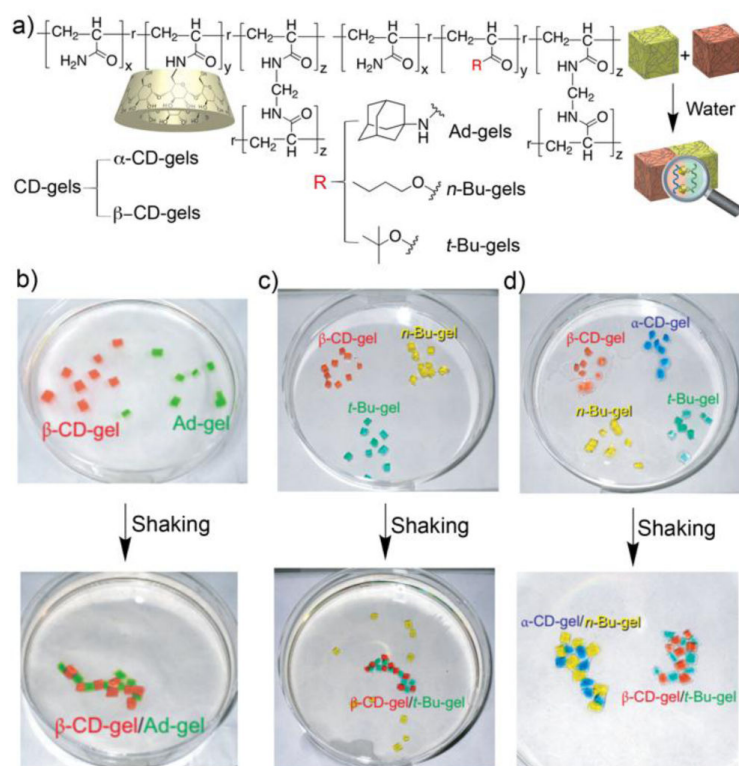 a)
CH₂ C H r CH₂ C H r CH₂ C H CH₂ C H r CH₂ C H r CH₂ C H
H₂N O x HN O y HN O z H₂N O x R O y HN O z
+
CH₂ CH₂
HN O HN O
CH₂ C H z CH₂ C H z
Water
CD-gels
α-CD-gels
β-CD-gels
R
N H Ad-gels
O n-Bu-gels
O t-Bu-gels
b)
β-CD-gel
Ad-gel
Shaking
β-CD-gel/Ad-gel
c)
β-CD-gel
n-Bu-gel
t-Bu-gel
Shaking
β-CD-gel/t-Bu-gel
d)
α-CD-gel
β-CD-gel
n-Bu-gel
t-Bu-gel
Shaking
α-CD-gel/n-Bu-gel
β-CD-gel/t-Bu-gel